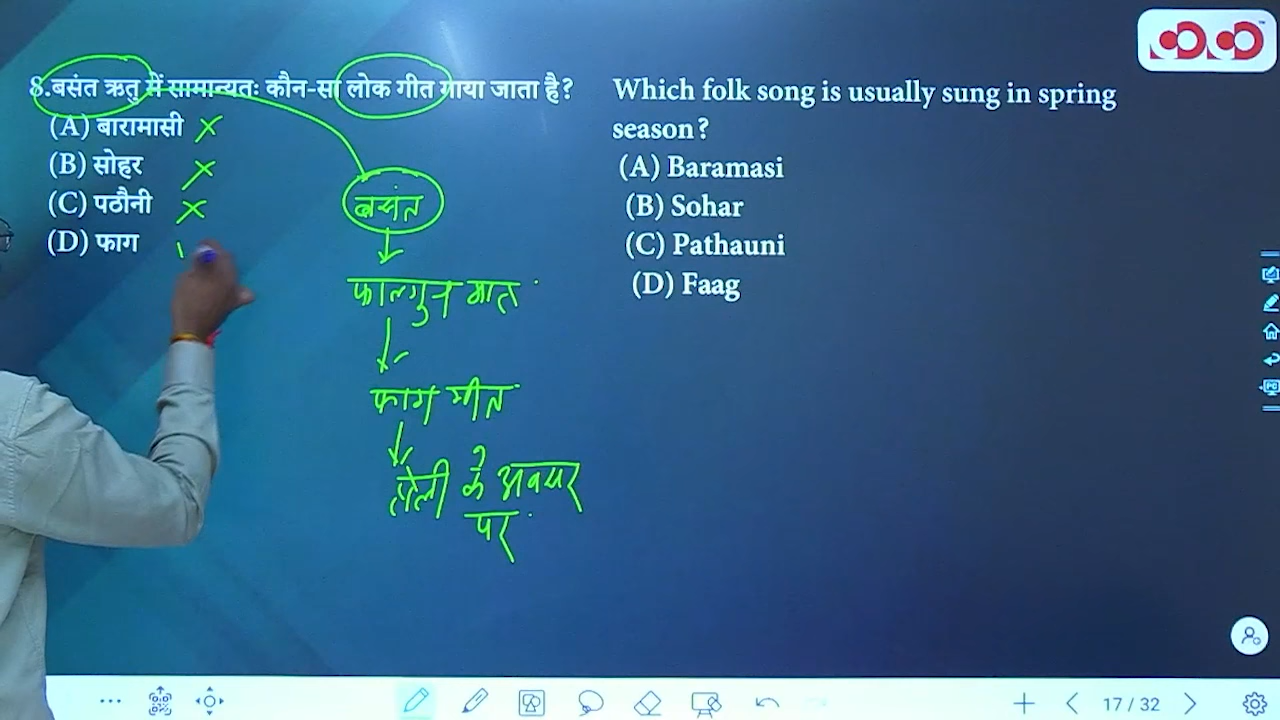 8.बसंत ऋतु में सामान्यतः कौन-सा लोक गीत गाया जाता है?
(A) बारामासी
(B) सोहर
(C) पठौनी
(D) फाग
Which folk song is usually sung in spring
season?
(A) Baramasi
(B) Sohar
(C) Pathauni
(D) Faag
बसंत
फाल्गुन मास
फाग गीत
होली के अवसर
पर
17 / 32